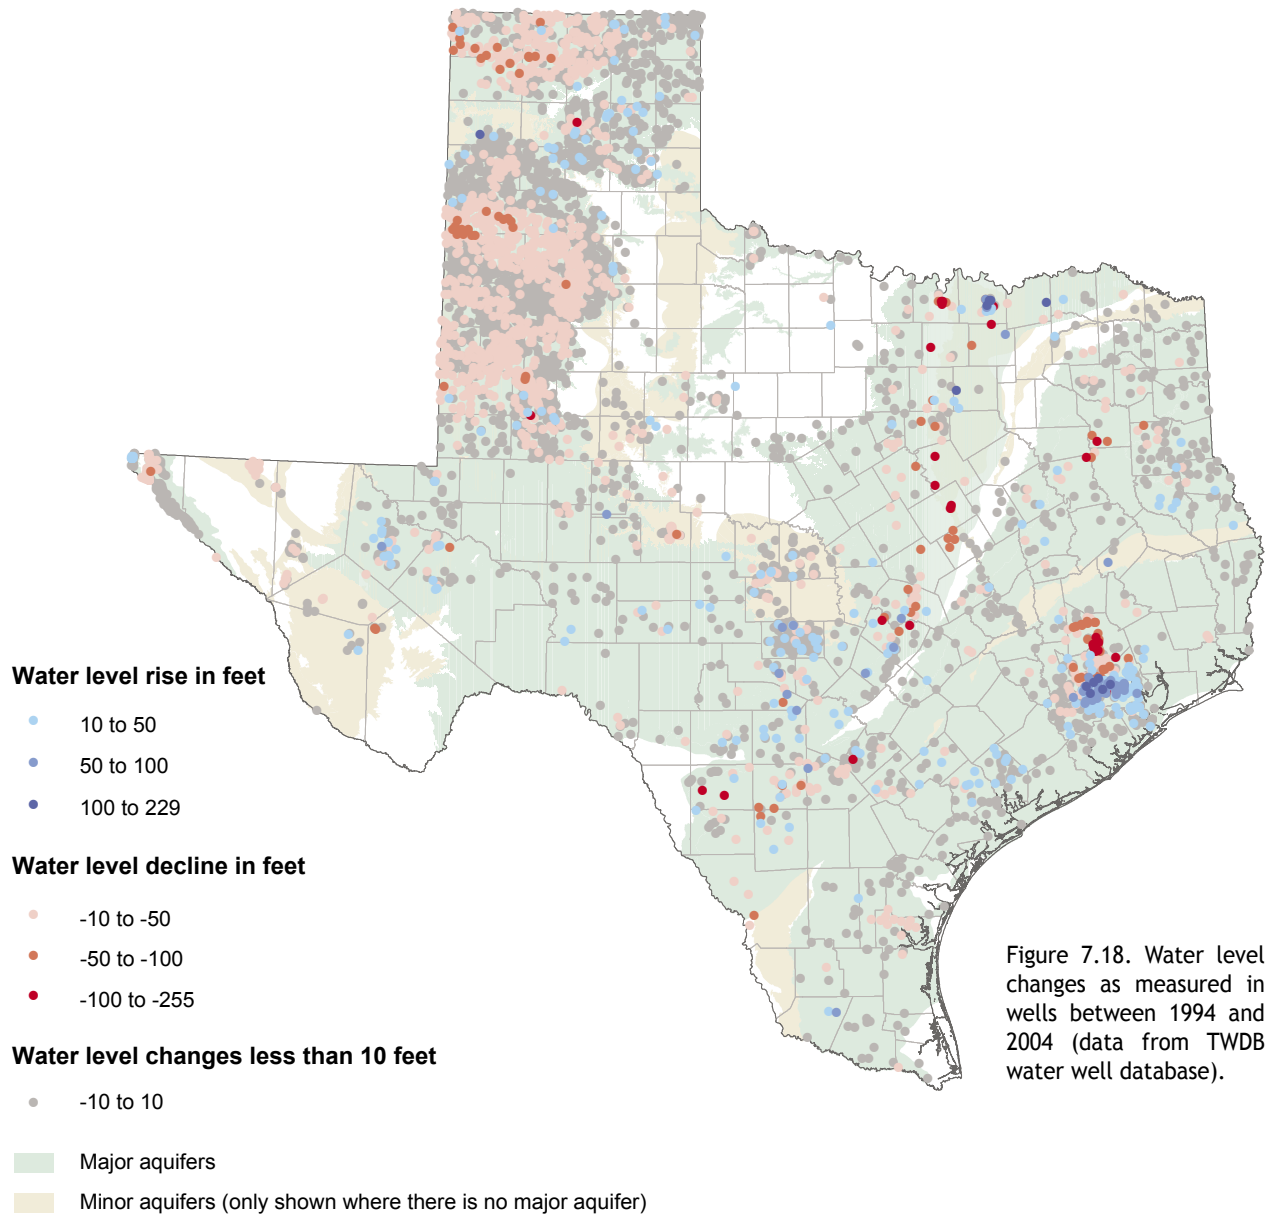 Water level rise in feet
10 to 50
50 to 100
100 to 229
Water level decline in feet
-10 to -50
-50 to -100
-100 to -255
Water level changes less than 10 feet
-10 to 10
Major aquifers
Minor aquifers (only shown where there is no major aquifer)
Figure 7.18. Water level
changes as measured in
wells between 1994 and
2004 (data from TWDB
water well database).